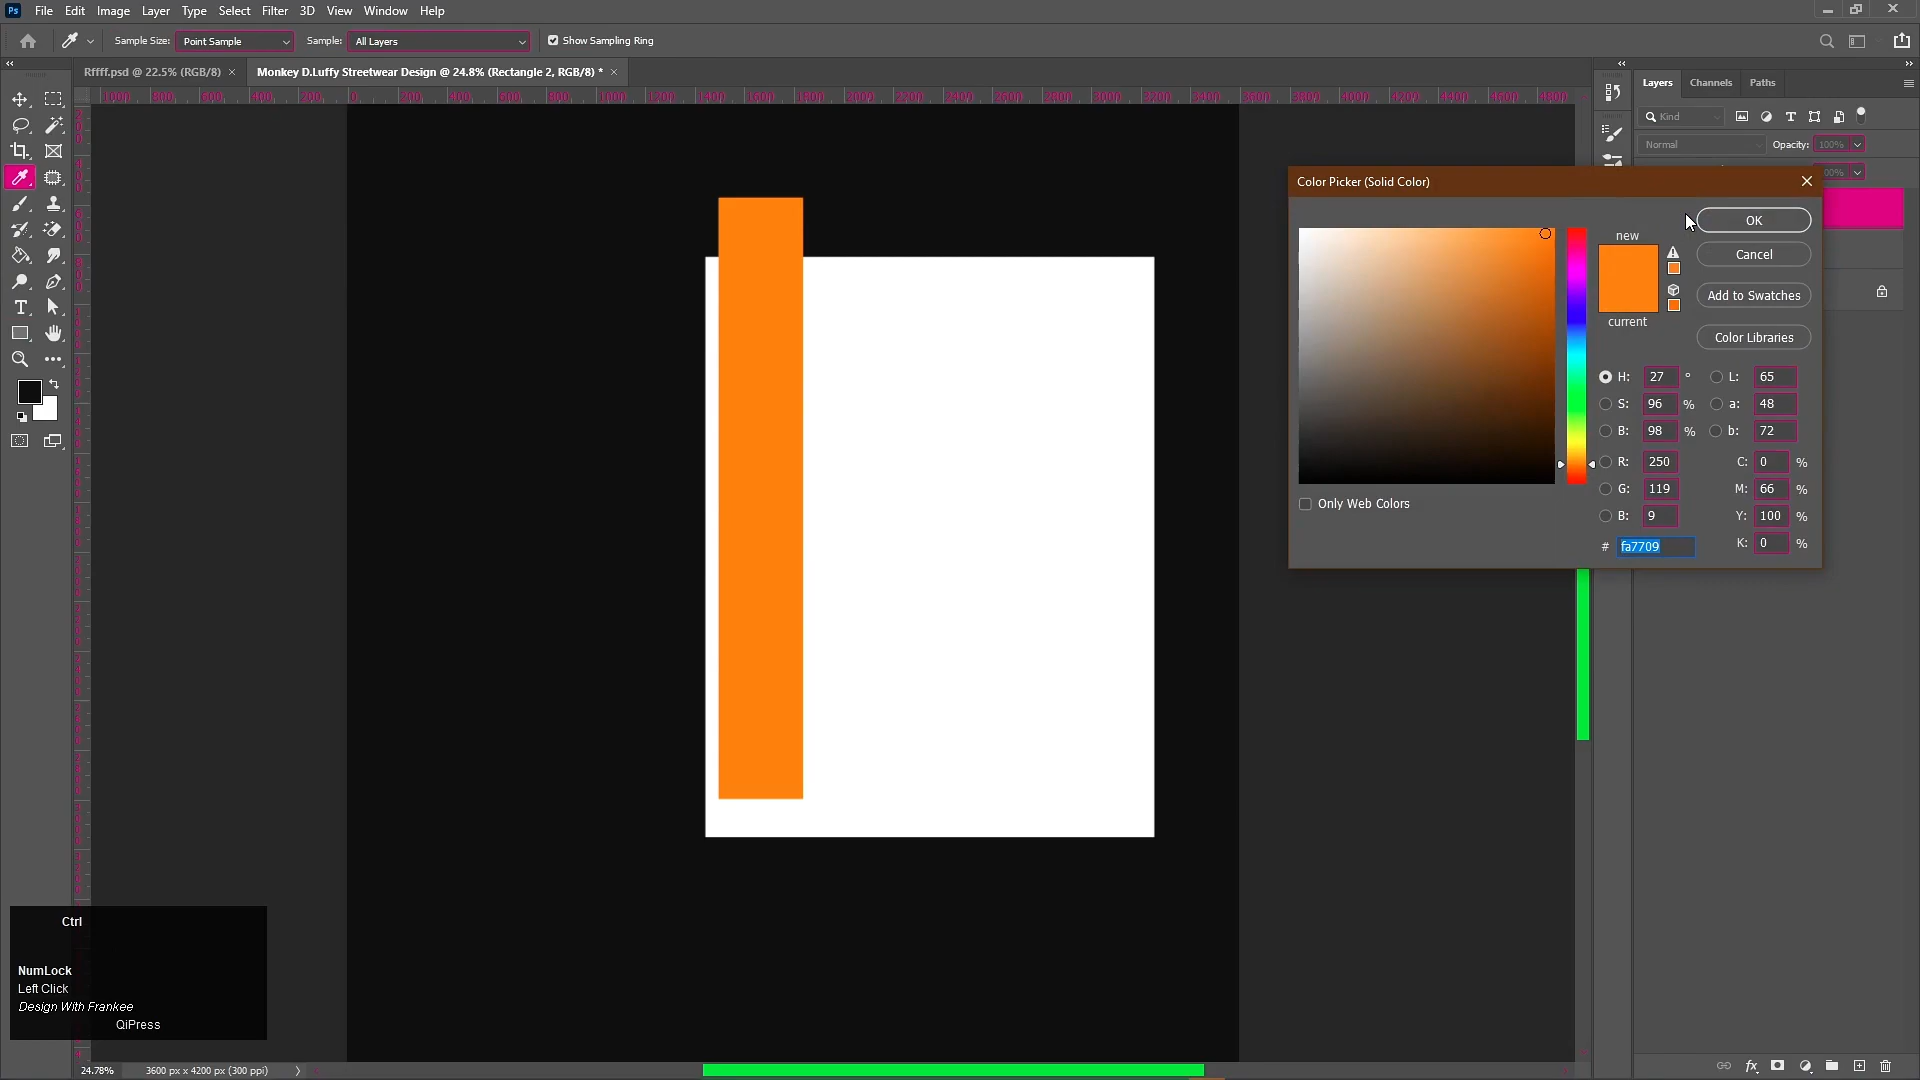 Ps File Edit Image Layer Type Select Filter 3D View Window Help
Sample Size: Point Sample Sample: All Layers Show Sampling Ring
Rffff.psd @ 22.5% (RGB/8) × Monkey D.Luffy Streetwear Design @ 24.8% (Rectangle 2, RGB/8) * ×
Layers Channels Paths
Kind
Normal Opacity: 100%
Color Picker (Solid Color)
OK
new
Cancel
Add to Swatches
current
Color Libraries
H: 27 ° L: 65
S: 96 % a: 48
B: 98 % b: 72
R: 250 C: 0 %
G: 119 M: 66 %
B: 9 Y: 100 %
# fa7709 K: 0 %
Only Web Colors
Ctrl
NumLock
Left Click
Design With Frankee
QiPress
24.78% 3600 px x 4200 px (300 ppi)